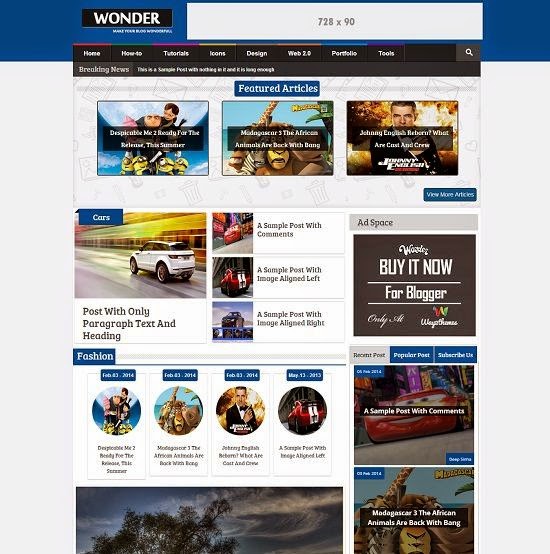 WONDER
MAKE YOUR BLOG WONDERFULL
728 x 90
Home How-to Tutorials Icons Design Web 2.0 Portfolio Tools
Breaking News This is a Sample Post with nothing in it and it is long enough
Featured Articles
Despicable Me 2 Ready For The
Release, This Summer
Madagascar 3 The African
Animals Are Back With Bang
Johnny English Reborn? What
Are Cast And Crew
JOHNNY
ENGLISH
View More Articles
Cars
Post With Only
Paragraph Text And
Heading
A Sample Post With
Comments
A Sample Post With
Image Aligned Left
A Sample Post With
Image Aligned Right
Ad Space
Wonder
BUY IT NOW
For Blogger
Only At
Way2themes
Fashion
Feb.03 - 2014
Despicable Me 2
Ready For The
Release, This
Summer
Feb.03 - 2014
Madagascar 3 The
African Animals
Are Back With Bang
Feb.03 - 2014
Johnny English
Reborn? What Are
Cast And Crew
May.13 - 2013
A Sample Post With
Image Aligned Left
Recent Post Popular Post Subscribe Us
05 Feb 2014
A Sample Post With Comments
Deep Sima
05 Feb 2014
MADAGASCAR
Madagascar 3 The African
Animals Are Back With Bang